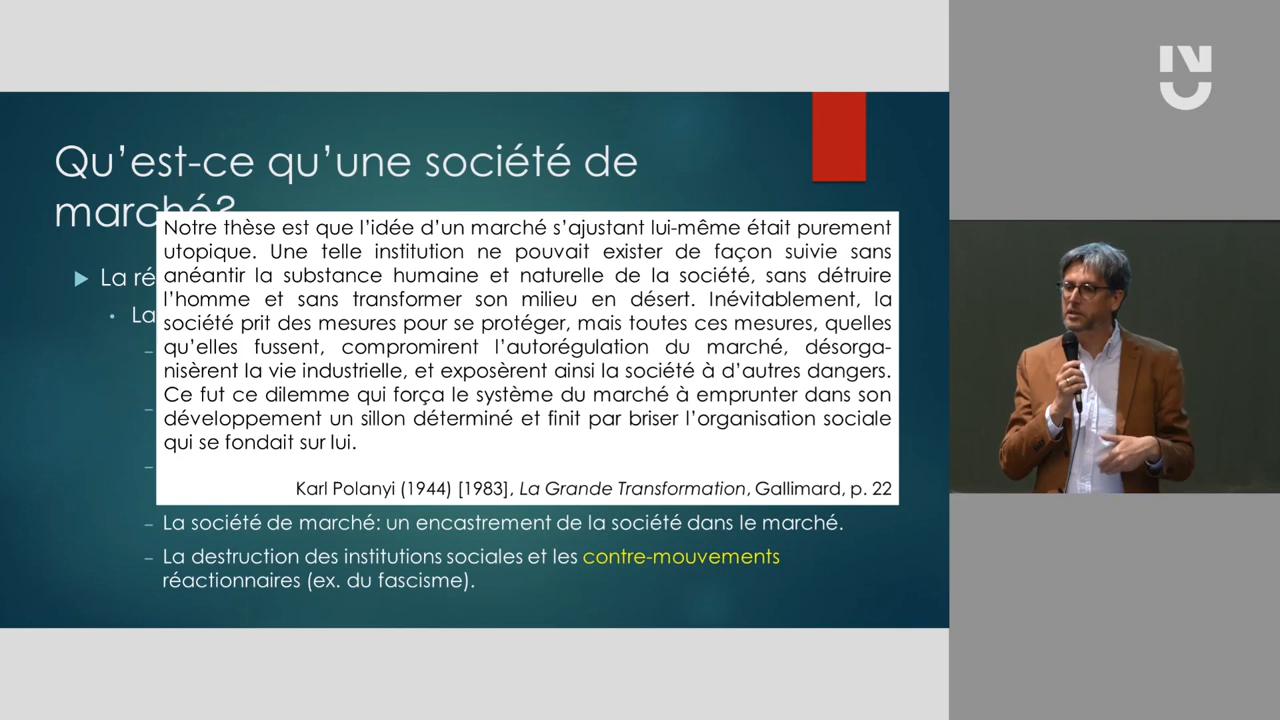 Qu’est-ce qu’une société de
marché?
Notre thèse est que l’idée d’un marché s’ajustant lui-même était purement
utopique. Une telle institution ne pouvait exister de façon suivie sans
La ré anéantir la substance humaine et naturelle de la société, sans détruire
l’homme et sans transformer son milieu en désert. Inévitablement, la
La société prit des mesures pour se protéger, mais toutes ces mesures, quelles
qu’elles fussent, compromirent l’autorégulation du marché, désorga-
nisèrent la vie industrielle, et exposèrent ainsi la société à d’autres dangers.
Ce fut ce dilemme qui força le système du marché à emprunter dans son
développement un sillon déterminé et finit par briser l’organisation sociale
qui se fondait sur lui.
Karl Polanyi (1944) [1983], La Grande Transformation, Gallimard, p. 22
– La société de marché: un encastrement de la société dans le marché.
– La destruction des institutions sociales et les contre-mouvements
réactionnaires (ex. du fascisme).